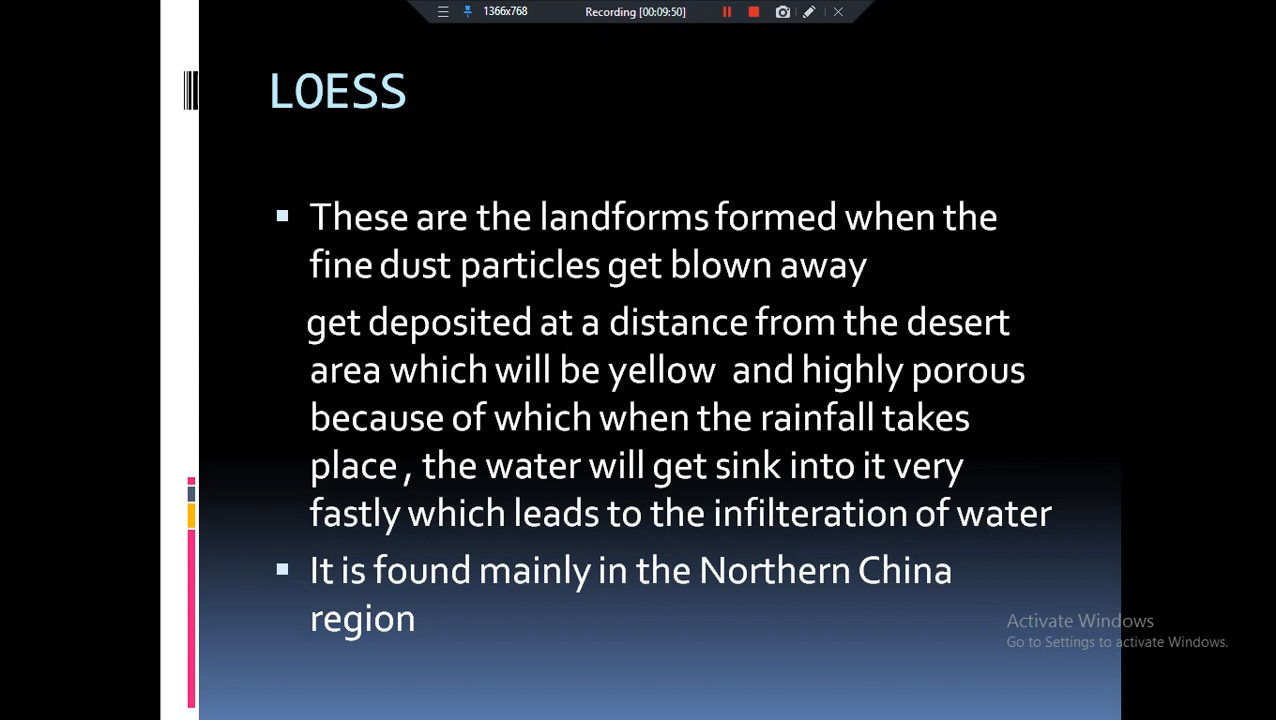 1366x768 Recording [00:09:50]
LOESS
These are the landforms formed when the
fine dust particles get blown away
get deposited at a distance from the desert
area which will be yellow and highly porous
because of which when the rainfall takes
place , the water will get sink into it very
fastly which leads to the infilteration of water
It is found mainly in the Northern China
region
Activate Windows
Go to Settings to activate Windows.